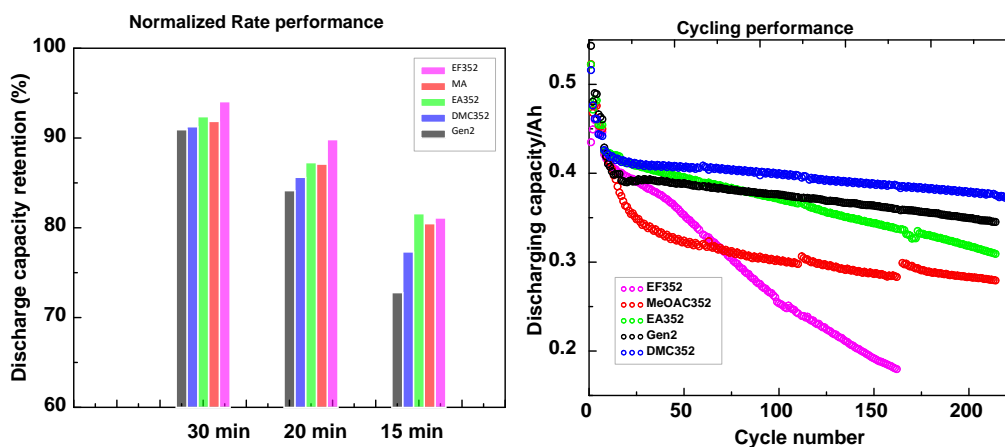 Normalized Rate performance
100
90
80
70
60
Discharge capacity retention (%)
EF352
MA
EA352
DMC352
Gen2
30 min
20 min
15 min
Cycling performance
0.5
0.4
0.3
0.2
Discharging capacity/Ah
EF352
MeOAC352
EA352
Gen2
DMC352
0
50
100
150
200
Cycle number